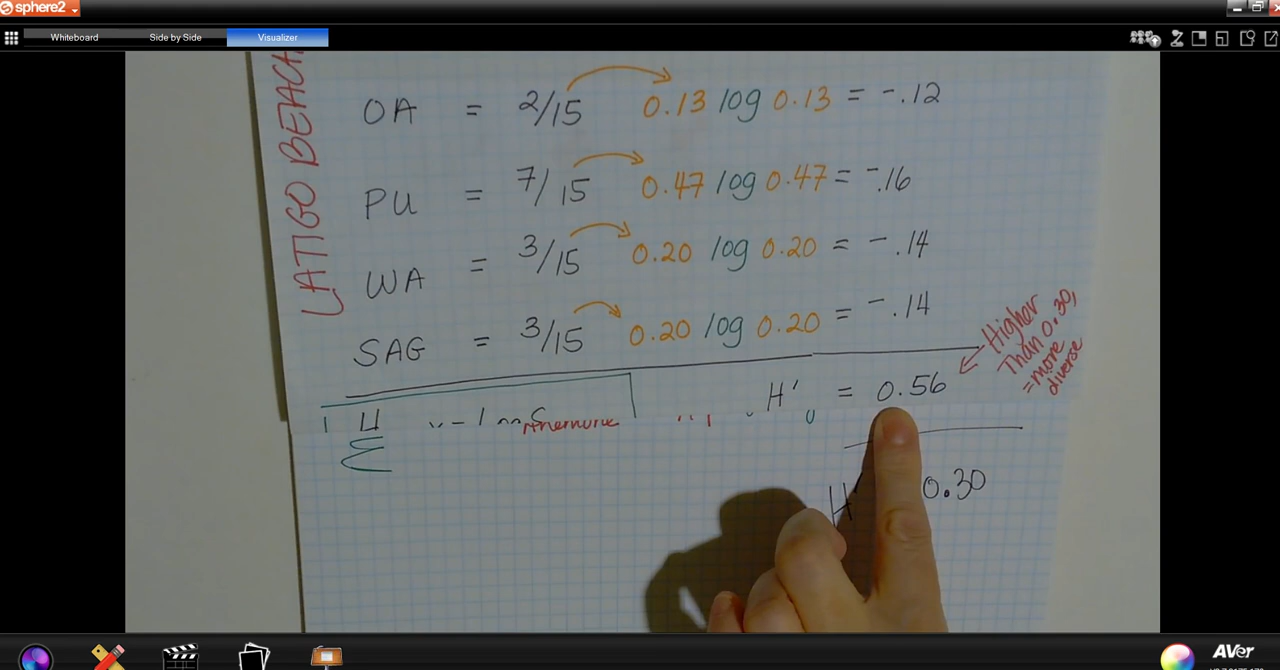 sphere2
Whiteboard Side by Side Visualizer
LATIGO BEACH
OA = 2/15 0.13 log 0.13 = -.12
PU = 7/15 0.47 log 0.47 = -.16
WA = 3/15 0.20 log 0.20 = -.14
SAG = 3/15 0.20 log 0.20 = -.14
H' = 0.56
Higher
Than 0.30,
= more
diverse
Σ
H' 0.30
AVer